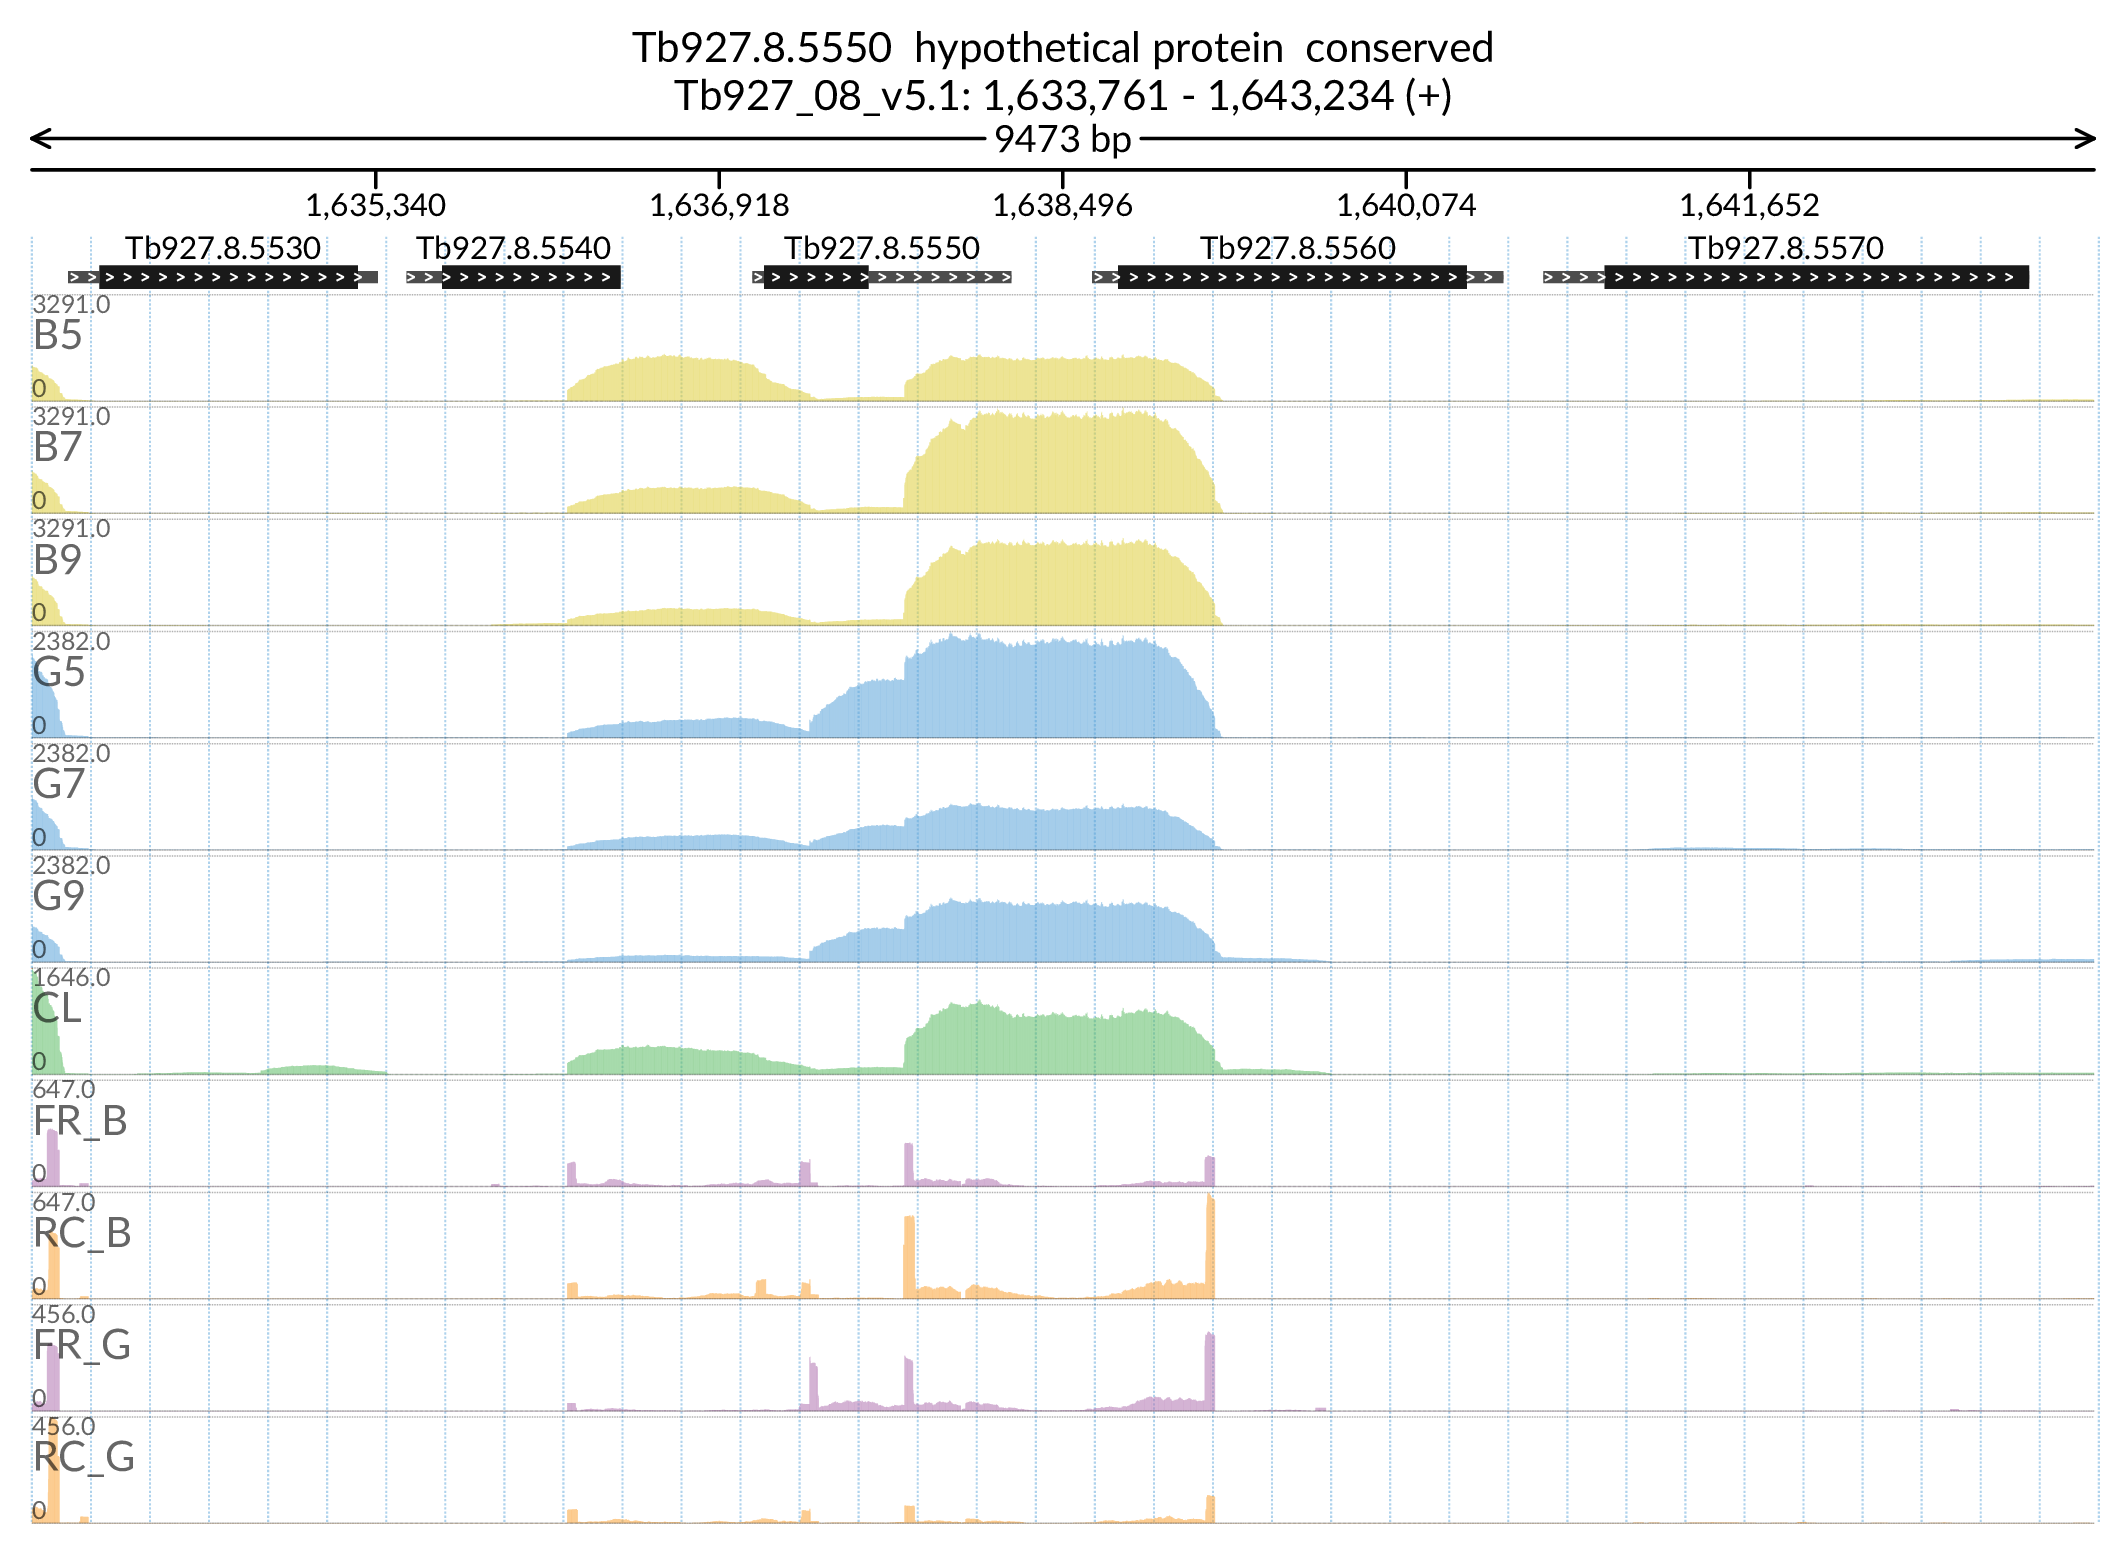 Tb927.8.5550 hypothetical protein conserved
Tb927_08_v5.1: 1,633,761 - 1,643,234 (+)
9473 bp
1,635,340 1,636,918 1,638,496 1,640,074 1,641,652
Tb927.8.5530 Tb927.8.5540 Tb927.8.5550 Tb927.8.5560 Tb927.8.5570
3291.0
B5
0
3291.0
B7
0
3291.0
B9
0
2382.0
G5
0
2382.0
G7
0
2382.0
G9
0
1646.0
CL
0
647.0
FR_B
0
647.0
RC_B
0
456.0
FR_G
0
456.0
RC_G
0